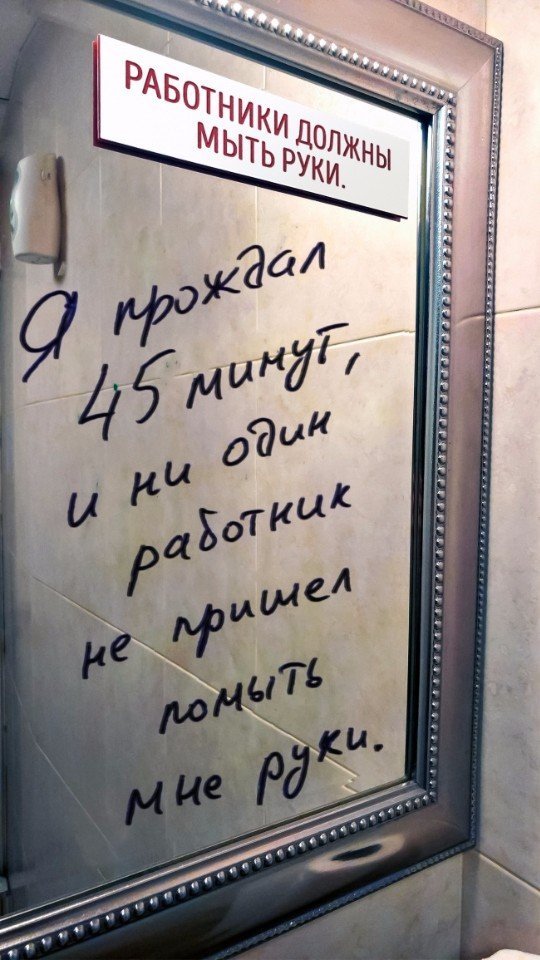 РАБОТНИКИ ДОЛЖНЫ
МЫТЬ РУКИ.
Я прождал
45 минут,
и ни один
работник
не пришел
помыть
мне руки.